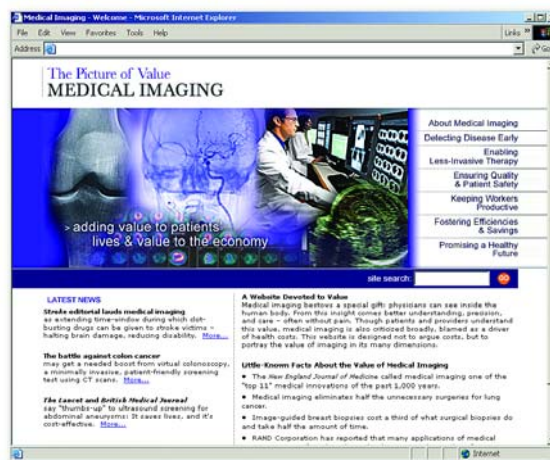 Medical Imaging - Welcome - Microsoft Internet Explorer
File Edit View Favorites Tools Help
Links »
Address
Go
The Picture of Value
MEDICAL IMAGING
> adding value to patients'
lives & value to the economy
About Medical Imaging
Detecting Disease Early
Enabling
Less-Invasive Therapy
Ensuring Quality
& Patient Safety
Keeping Workers
Productive
Fostering Efficiencies
& Savings
Promising a Healthy
Future
site search:
GO
LATEST NEWS
Stroke editorial lauds medical imaging
as extending time-window during which clot-
busting drugs can be given to stroke victims –
halting brain damage, reducing disability. More...
The battle against colon cancer
may get a needed boost from virtual colonoscopy,
a minimally invasive, patient-friendly screening
test using CT scans. More...
The Lancet and British Medical Journal
say "thumbs-up" to ultrasound screening for
abdominal aneurysms: It saves lives, and it's
cost-effective. More...
A Website Devoted to Value
Medical imaging bestows a special gift: physicians can see inside the
human body. From this insight comes better understanding, precision,
and care – often without pain. Though patients and providers understand
this value, medical imaging is also criticized broadly, blamed as a driver
of health costs. This website is designed not to argue costs, but to
portray the value of imaging in its many dimensions.
Little-Known Facts About the Value of Medical Imaging
• The New England Journal of Medicine called medical imaging one of the
"top 11" medical innovations of the past 1,000 years.
• Medical imaging eliminates half the unnecessary surgeries for lung
cancer.
• Image-guided breast biopsies cost a third of what surgical biopsies do
and take half the amount of time.
• RAND Corporation has reported that many applications of medical
Internet